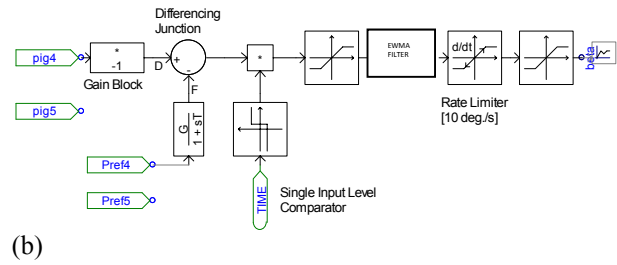 Differencing
Junction
pig4
*
-1
D
+
-
F
Gain Block
*
EWMA
FILTER
d/dt
beta
Rate Limiter
[10 deg./s]
pig5
G
1 + sT
Pref4
Pref5
TIME
Single Input Level
Comparator
(b)